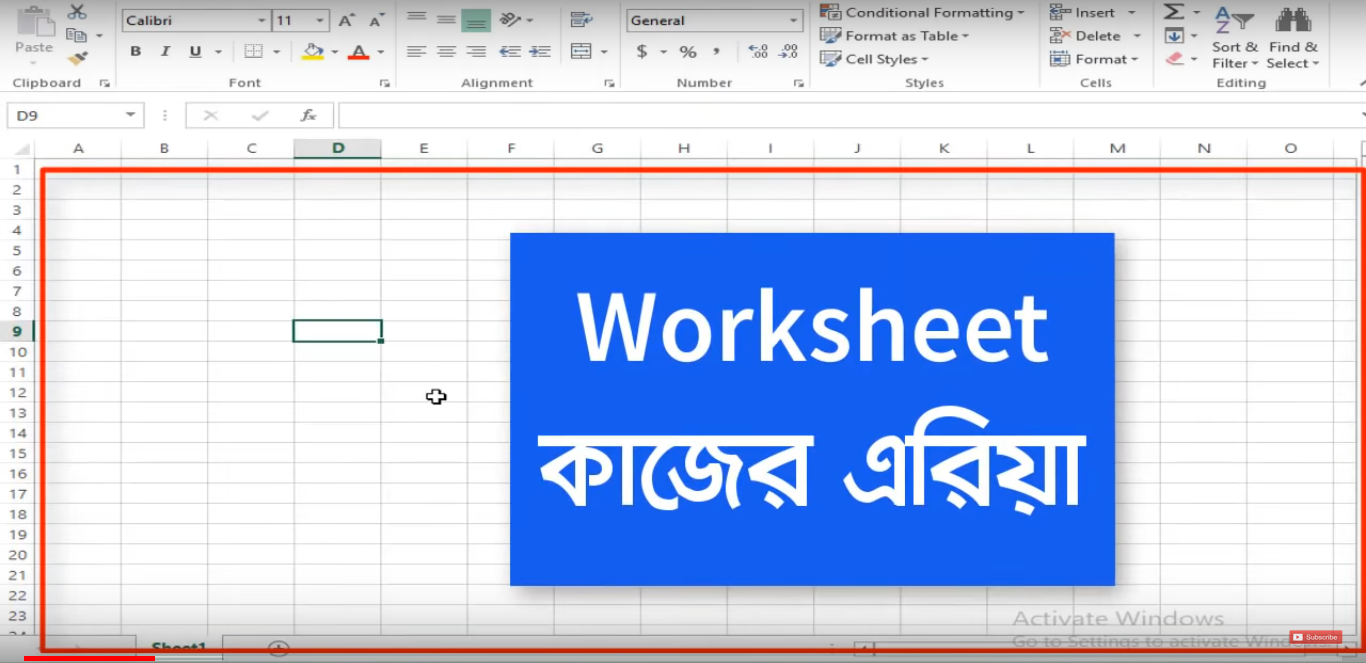 Calibri 11 General Conditional Formatting Insert
Paste B I U $ % , Format as Table Delete Sort & Find &
Cell Styles Format Filter Select
Clipboard Font Alignment Number Styles Cells Editing
D9 fx
A B C D E F G H I J K L M N O
1
2
3
4
5
6
7
8
9
10
11
12
13
14
15
16
17
18
19
20
21
22
23
24
Worksheet
কাজের এরিয়া
Activate Windows
Go to Settings to activate Windows
Subscribe
Sheet1